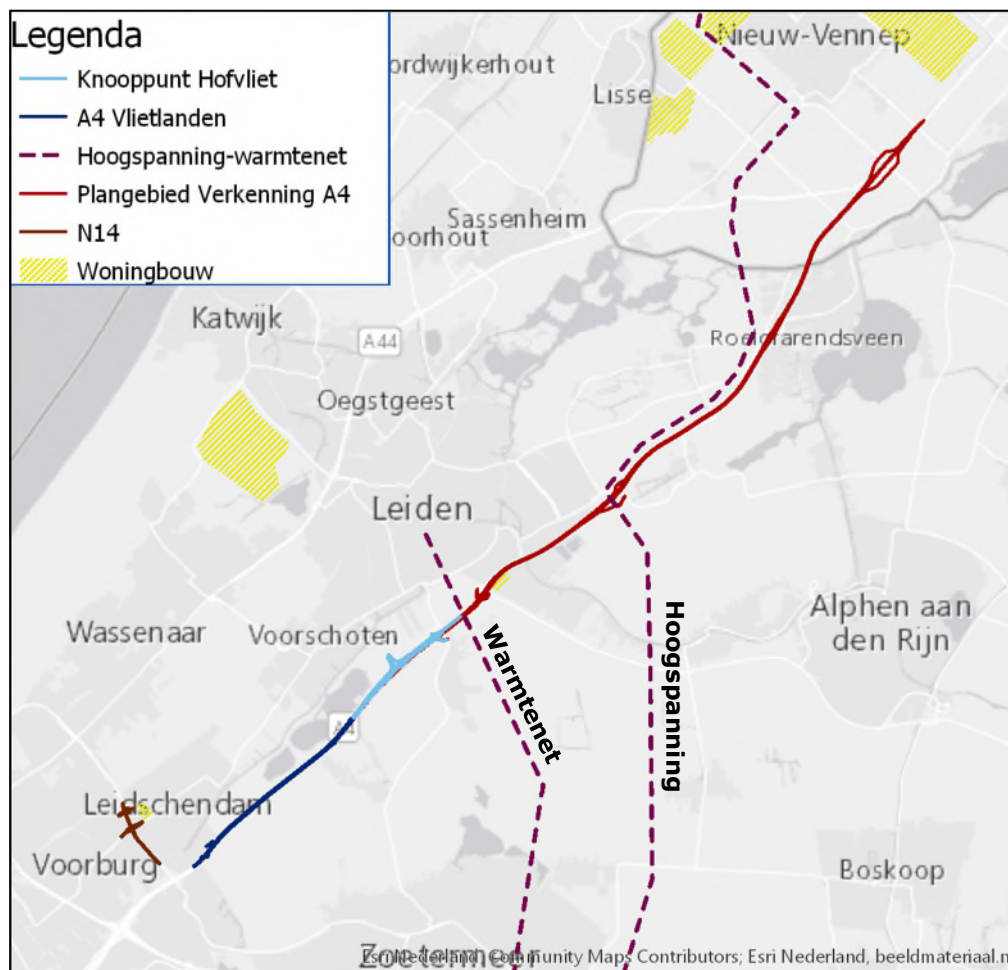 Legenda
Knooppunt Hofvliet
A4 Vlietlanden
Hoogspanning-warmtenet
Plangebied Verkenning A4
N14
Woningbouw
Nieuw-Vennep
ordwijkerhout
Lisse
Sassenheim
oorhout
Katwijk
A44
Roelofarendsveen
Oegstgeest
Leiden
Alphen aan
den Rijn
Wassenaar
Voorschoten
Warmtenet
Hoogspanning
A4
Leidschendam
Voorburg
Boskoop
Zoetermeer
Esri Nederland, Community Maps Contributors; Esri Nederland, beeldmateriaal.n